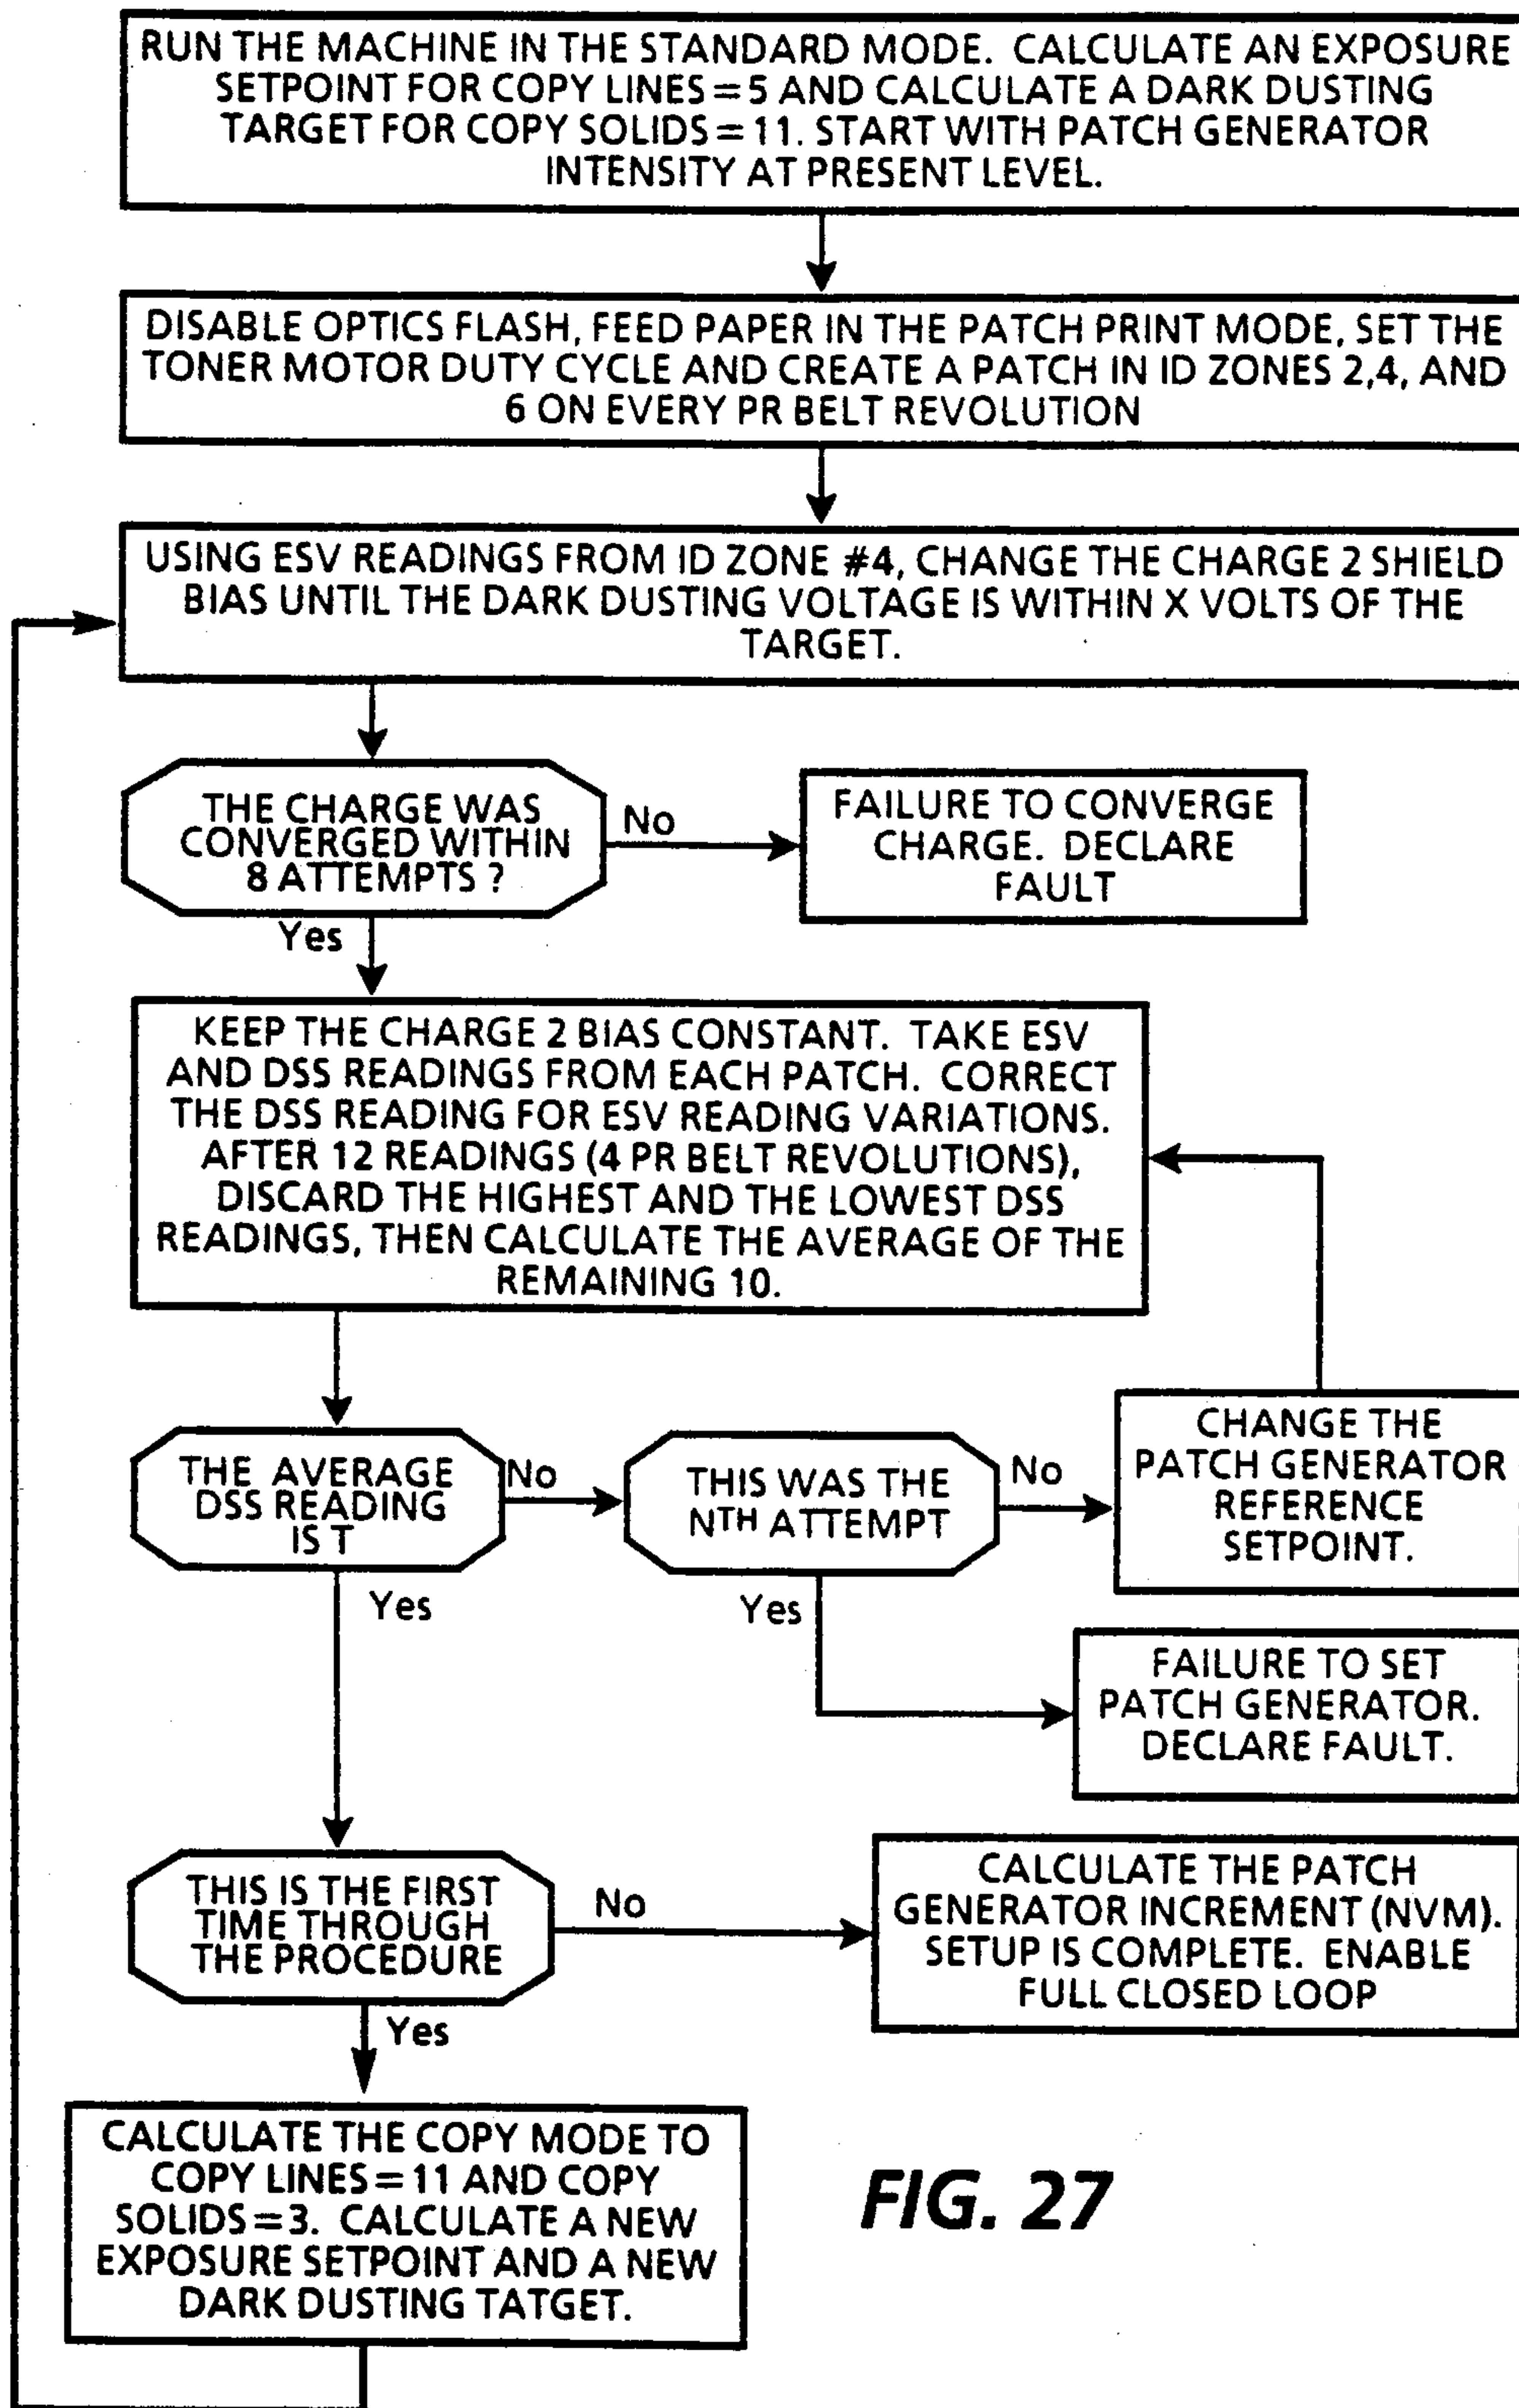 RUN THE MACHINE IN THE STANDARD MODE. CALCULATE AN EXPOSURE
SETPOINT FOR COPY LINES = 5 AND CALCULATE A DARK DUSTING
TARGET FOR COPY SOLIDS = 11. START WITH PATCH GENERATOR
INTENSITY AT PRESENT LEVEL.
DISABLE OPTICS FLASH, FEED PAPER IN THE PATCH PRINT MODE, SET THE
TONER MOTOR DUTY CYCLE AND CREATE A PATCH IN ID ZONES 2,4, AND
6 ON EVERY PR BELT REVOLUTION
USING ESV READINGS FROM ID ZONE #4, CHANGE THE CHARGE 2 SHIELD
BIAS UNTIL THE DARK DUSTING VOLTAGE IS WITHIN X VOLTS OF THE
TARGET.
THE CHARGE WAS
CONVERGED WITHIN
8 ATTEMPTS ?
No
FAILURE TO CONVERGE
CHARGE. DECLARE
FAULT
Yes
KEEP THE CHARGE 2 BIAS CONSTANT. TAKE ESV
AND DSS READINGS FROM EACH PATCH. CORRECT
THE DSS READING FOR ESV READING VARIATIONS.
AFTER 12 READINGS (4 PR BELT REVOLUTIONS),
DISCARD THE HIGHEST AND THE LOWEST DSS
READINGS, THEN CALCULATE THE AVERAGE OF THE
REMAINING 10.
THE AVERAGE
DSS READING
IS T
No
THIS WAS THE
NTH ATTEMPT
No
CHANGE THE
PATCH GENERATOR
REFERENCE
SETPOINT.
Yes
Yes
FAILURE TO SET
PATCH GENERATOR.
DECLARE FAULT.
THIS IS THE FIRST
TIME THROUGH
THE PROCEDURE
No
CALCULATE THE PATCH
GENERATOR INCREMENT (NVM).
SETUP IS COMPLETE. ENABLE
FULL CLOSED LOOP
Yes
CALCULATE THE COPY MODE TO
COPY LINES = 11 AND COPY
SOLIDS = 3. CALCULATE A NEW
EXPOSURE SETPOINT AND A NEW
DARK DUSTING TATGET.
FIG. 27